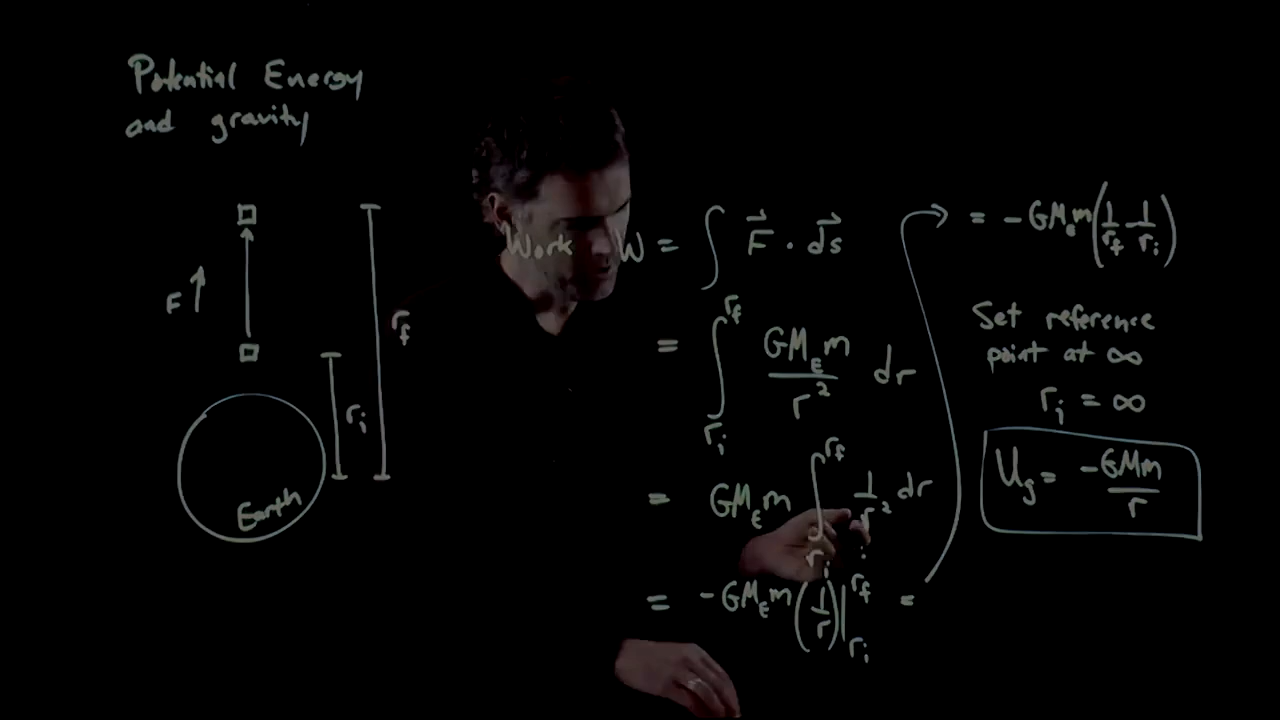 Potential Energy
and gravity
F
r_f
r_i
Earth
Work W = ∫ F⃗ · d⃗s
= ∫_{r_i}^{r_f} GM_E m / r² dr
= GM_E m ∫_{r_i}^{r_f} 1/r² dr
= -GM_E m (1/r) |_{r_i}^{r_f} =
= -GM_E m (1/r_f - 1/r_i)
Set reference
point at ∞
r_i = ∞
U_g = -GMm / r